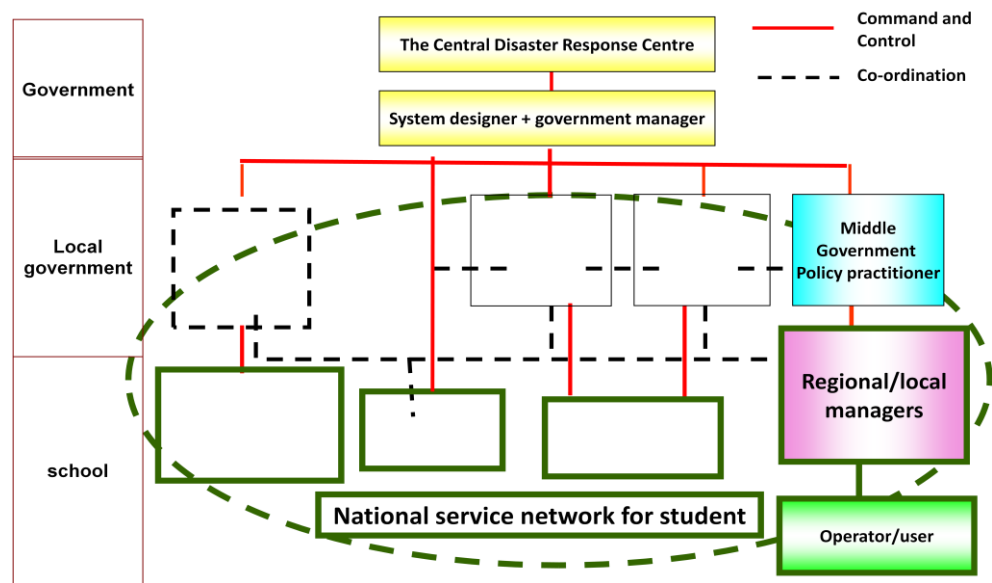 The Central Disaster Response Centre
Command and
Control
Co-ordination
Government
System designer + government manager
Local
government
Middle
Government
Policy practitioner
Regional/local
managers
school
National service network for student
Operator/user